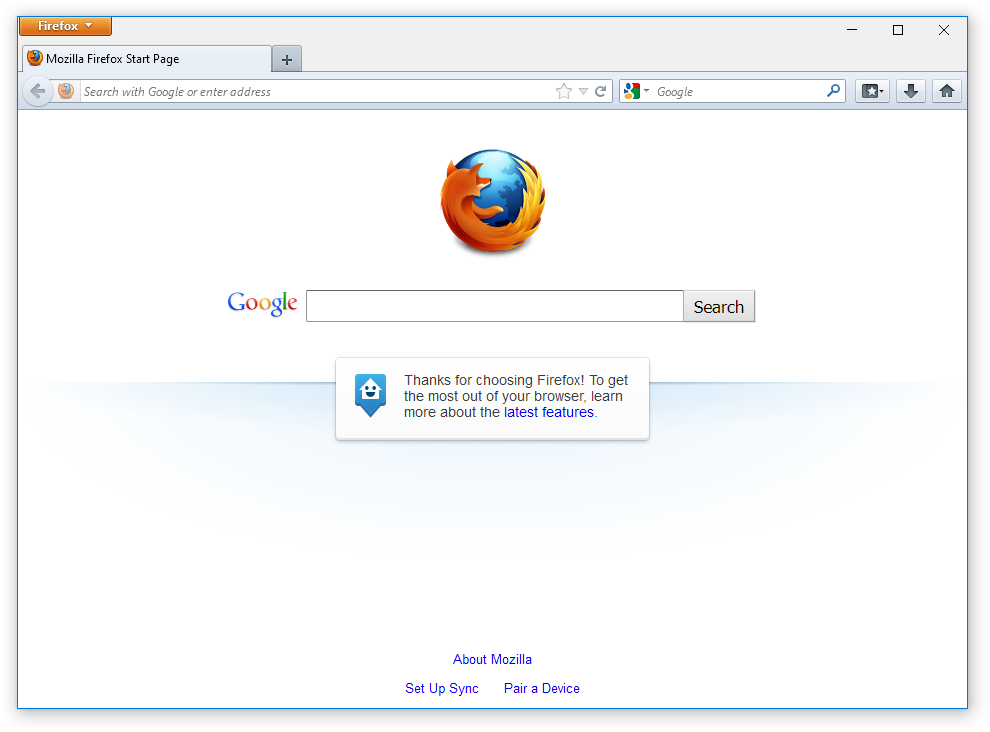 Firefox
Mozilla Firefox Start Page
Search with Google or enter address
Google
Google
Search
Thanks for choosing Firefox! To get
the most out of your browser, learn
more about the latest features.
About Mozilla
Set Up Sync Pair a Device